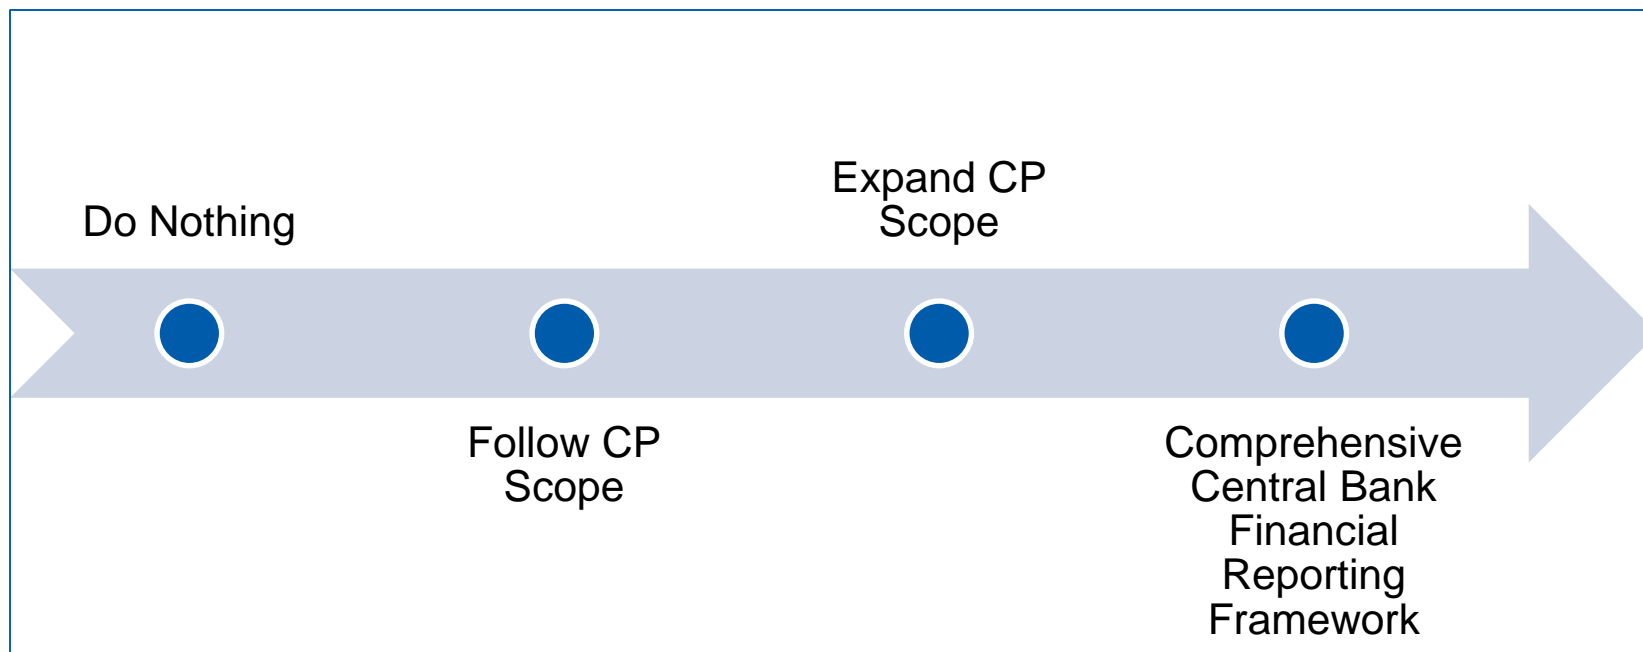 Do Nothing
Follow CP
Scope
Expand CP
Scope
Comprehensive
Central Bank
Financial
Reporting
Framework